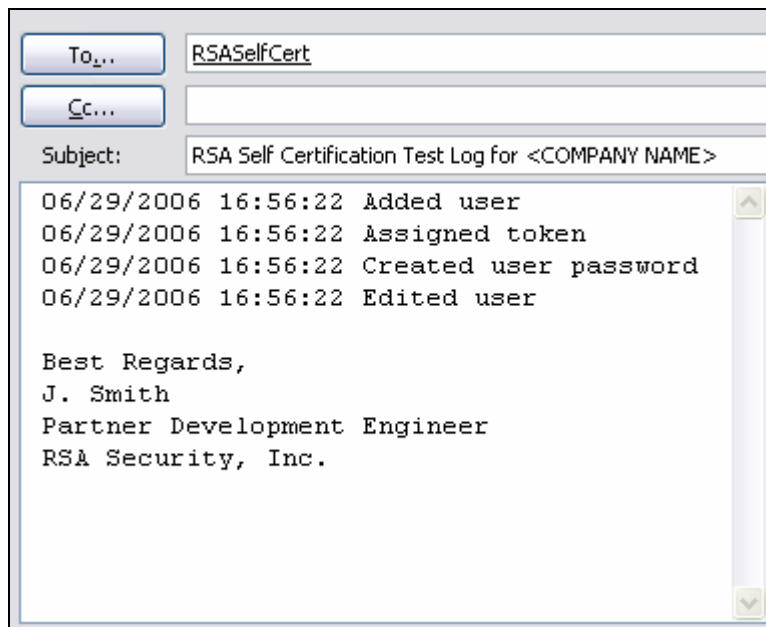 To... RSASelfCert
Cc...
Subject: RSA Self Certification Test Log for <COMPANY NAME>
06/29/2006 16:56:22 Added user
06/29/2006 16:56:22 Assigned token
06/29/2006 16:56:22 Created user password
06/29/2006 16:56:22 Edited user
Best Regards,
J. Smith
Partner Development Engineer
RSA Security, Inc.